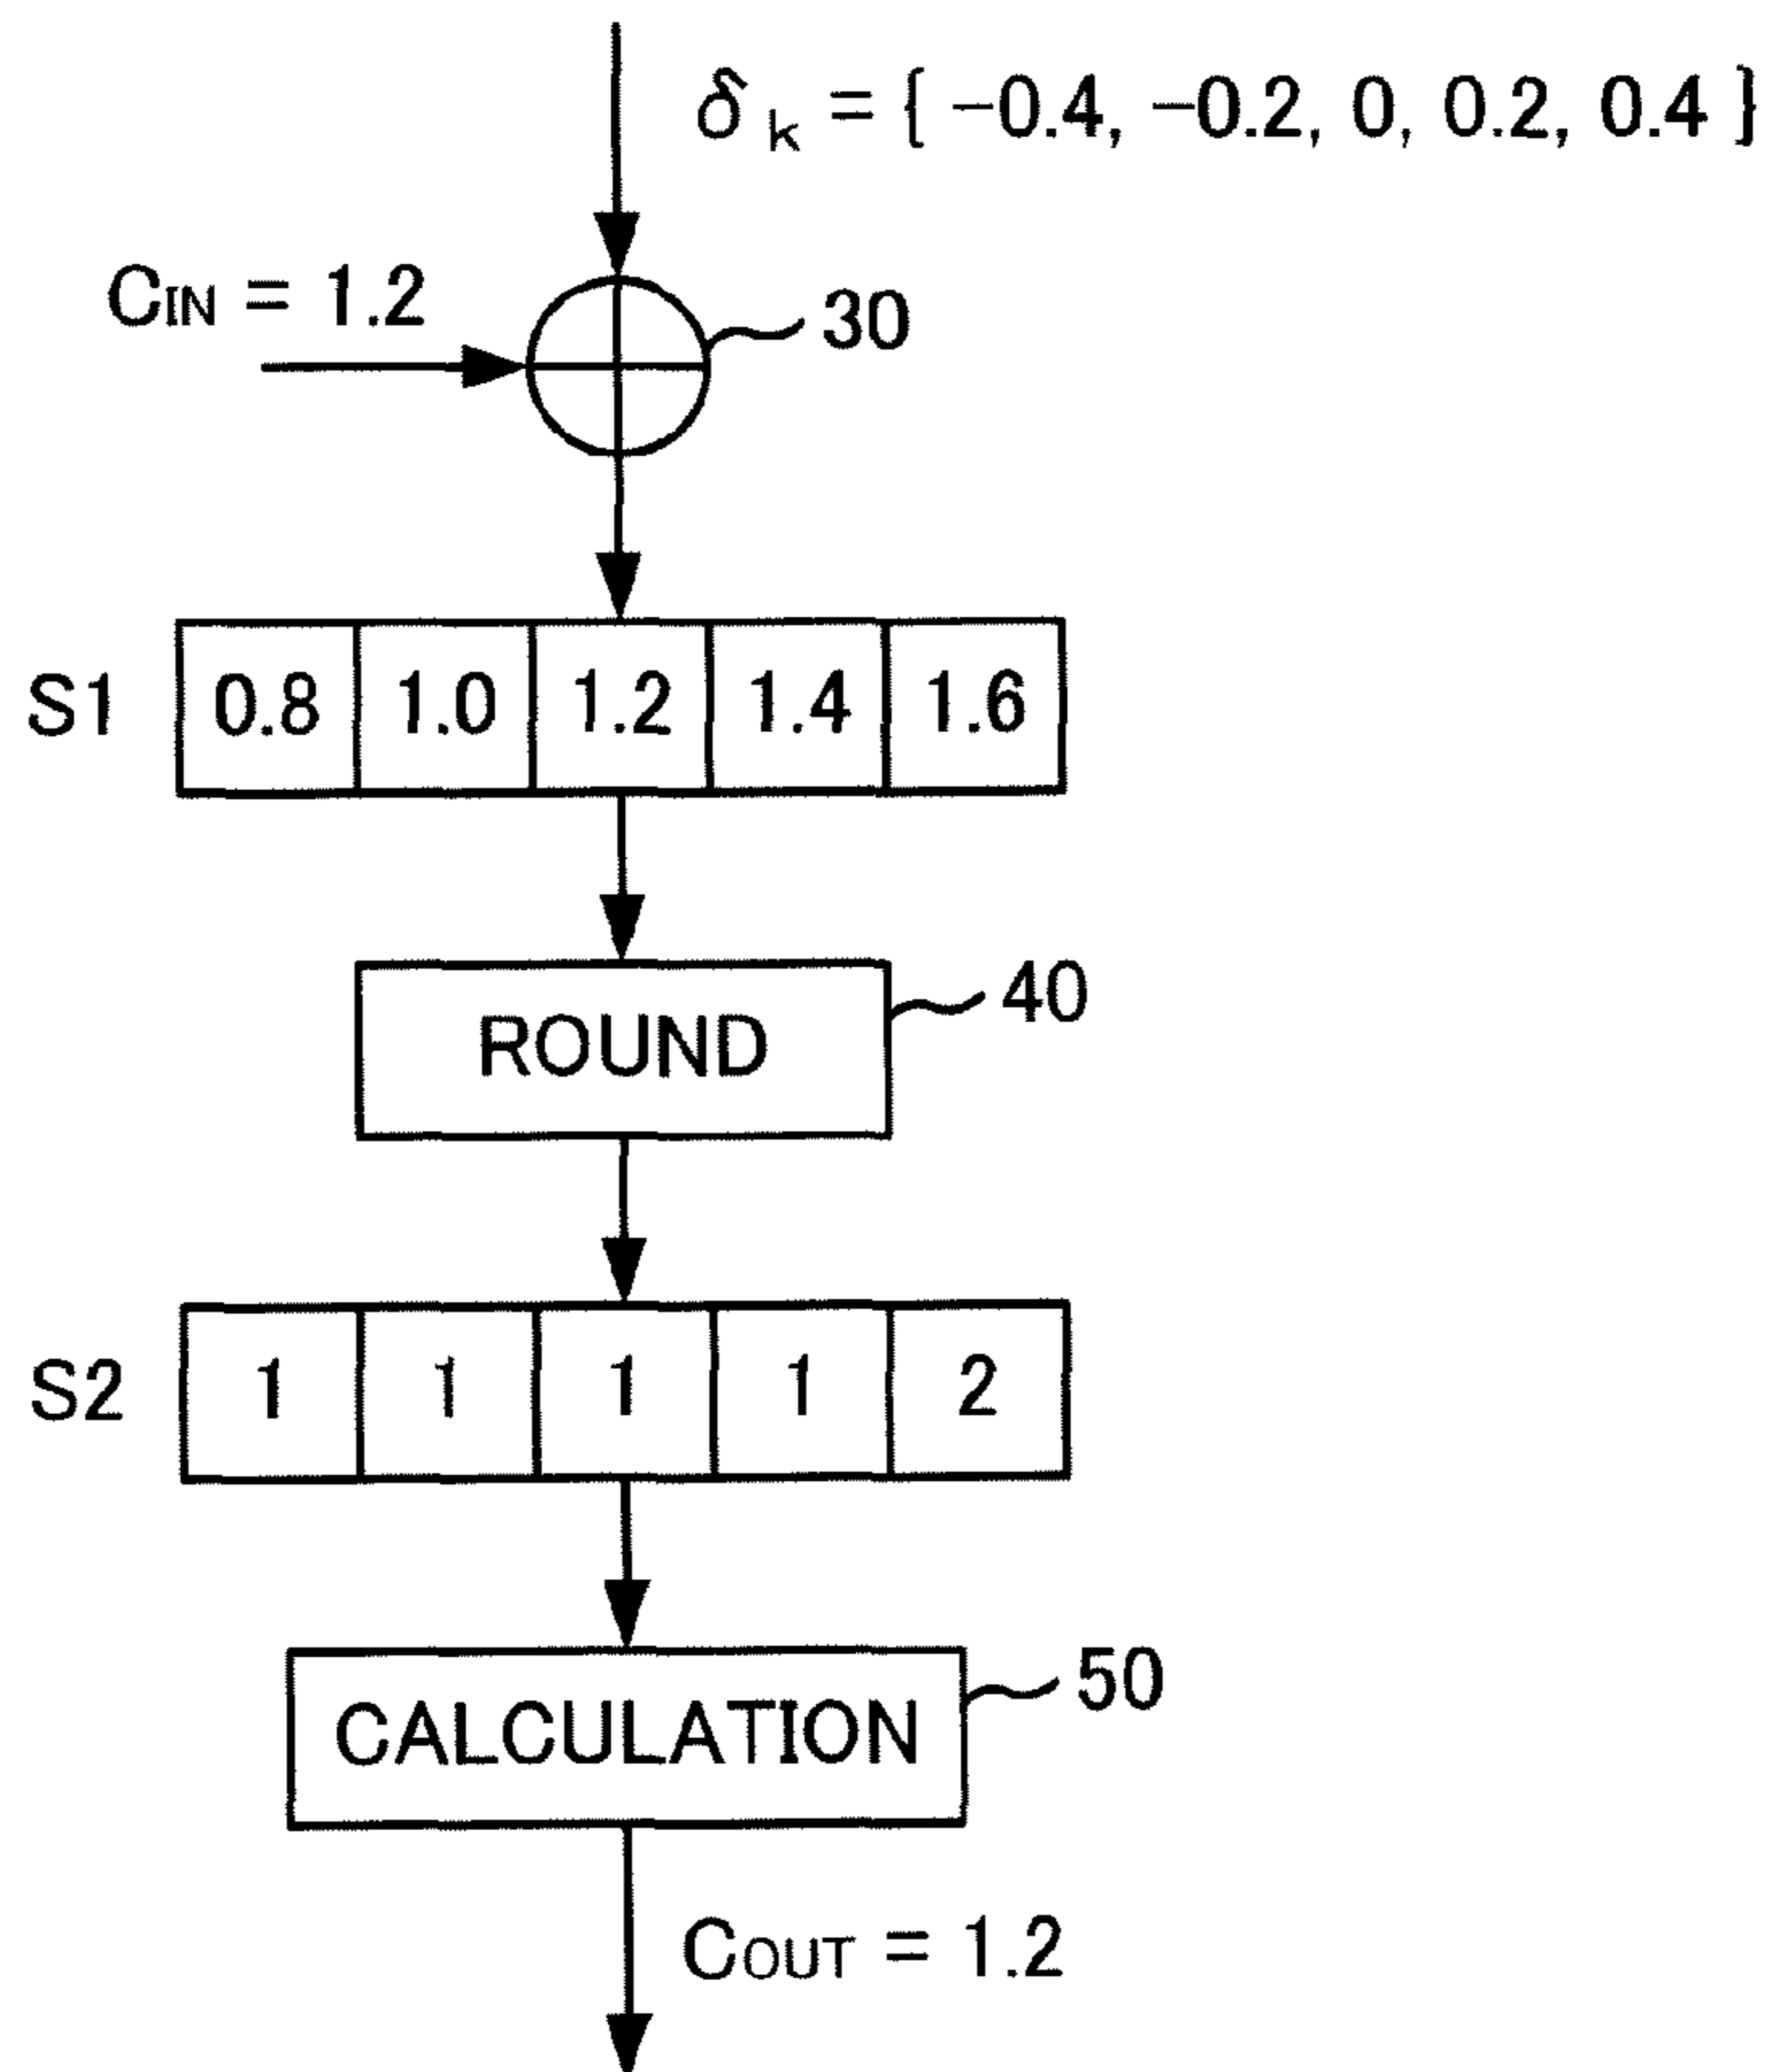 δk = { −0.4, −0.2, 0, 0.2, 0.4 }
CIN = 1.2
30
S1 0.8 1.0 1.2 1.4 1.6
ROUND
40
S2 1 1 1 1 2
CALCULATION
50
COUT = 1.2